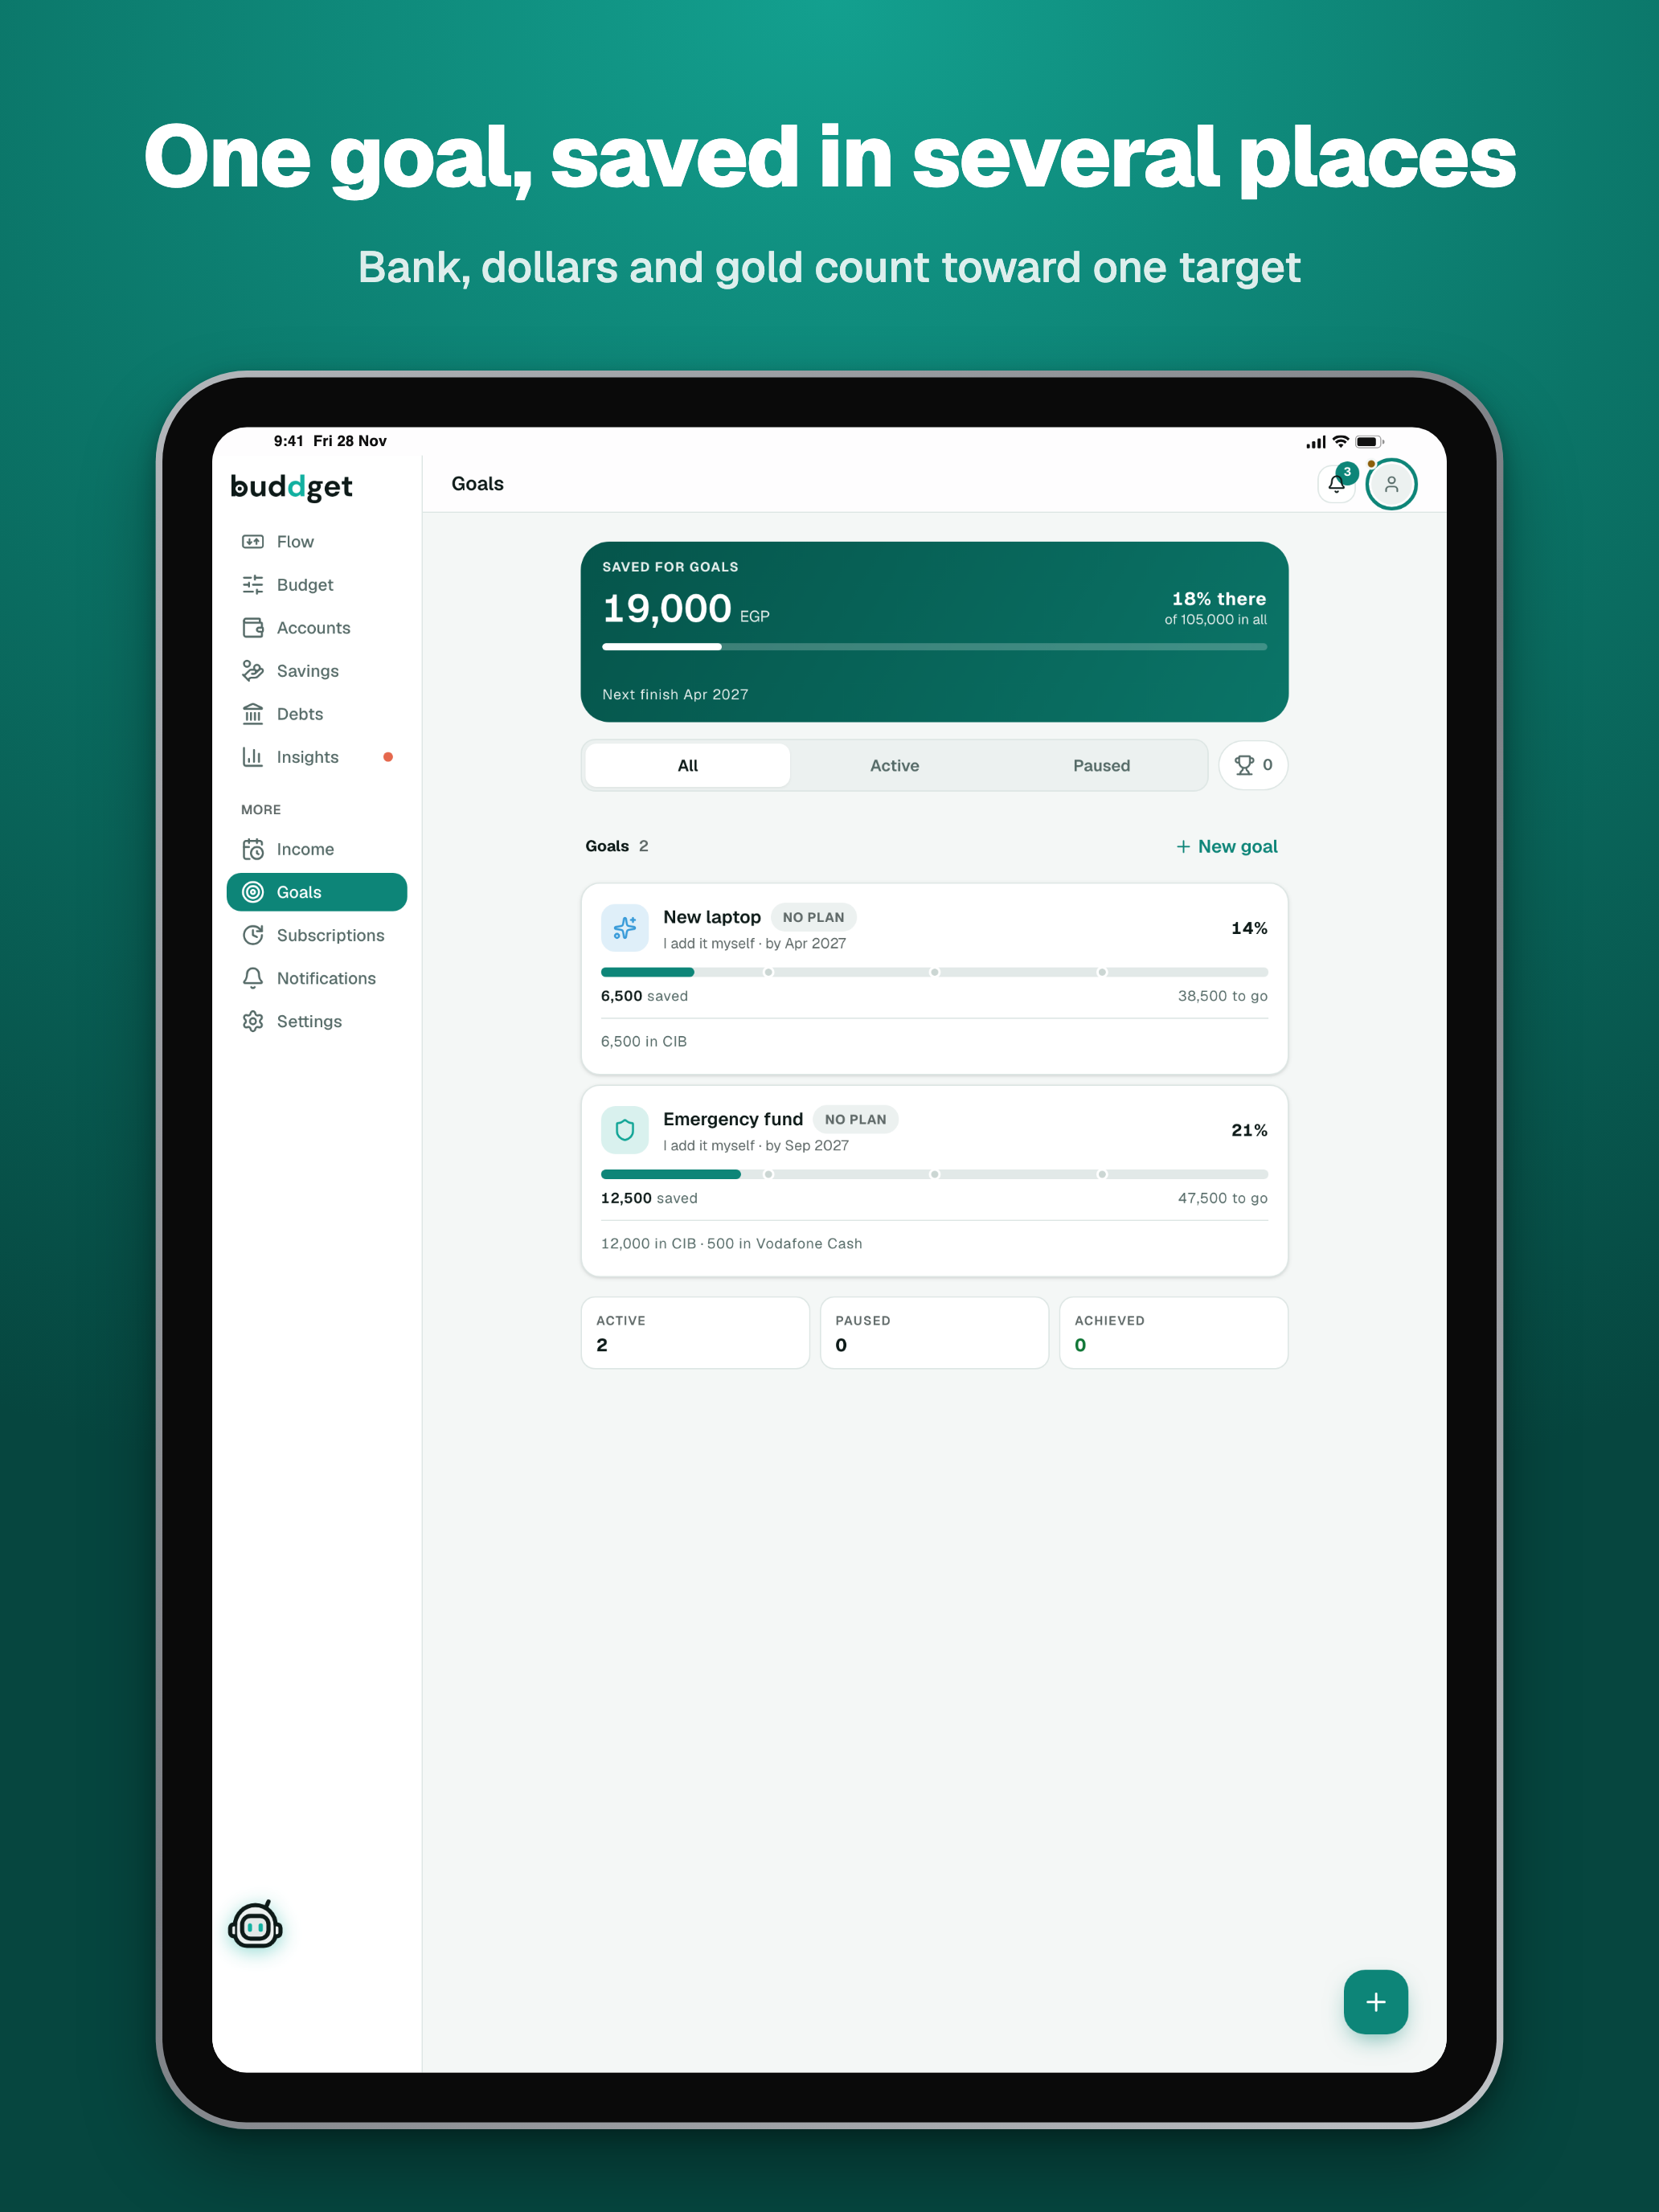 One goal, saved in several places
Bank, dollars and gold count toward one target
9:41 Fri 28 Nov
buddget
Flow
Budget
Accounts
Savings
Debts
Insights
MORE
Income
Goals
Subscriptions
Notifications
Settings
Goals
3
SAVED FOR GOALS
19,000 EGP
18% there
of 105,000 in all
Next finish Apr 2027
All Active Paused 0
Goals 2
+ New goal
New laptop NO PLAN
I add it myself · by Apr 2027
14%
6,500 saved
38,500 to go
6,500 in CIB
Emergency fund NO PLAN
I add it myself · by Sep 2027
21%
12,500 saved
47,500 to go
12,000 in CIB · 500 in Vodafone Cash
ACTIVE
2
PAUSED
0
ACHIEVED
0